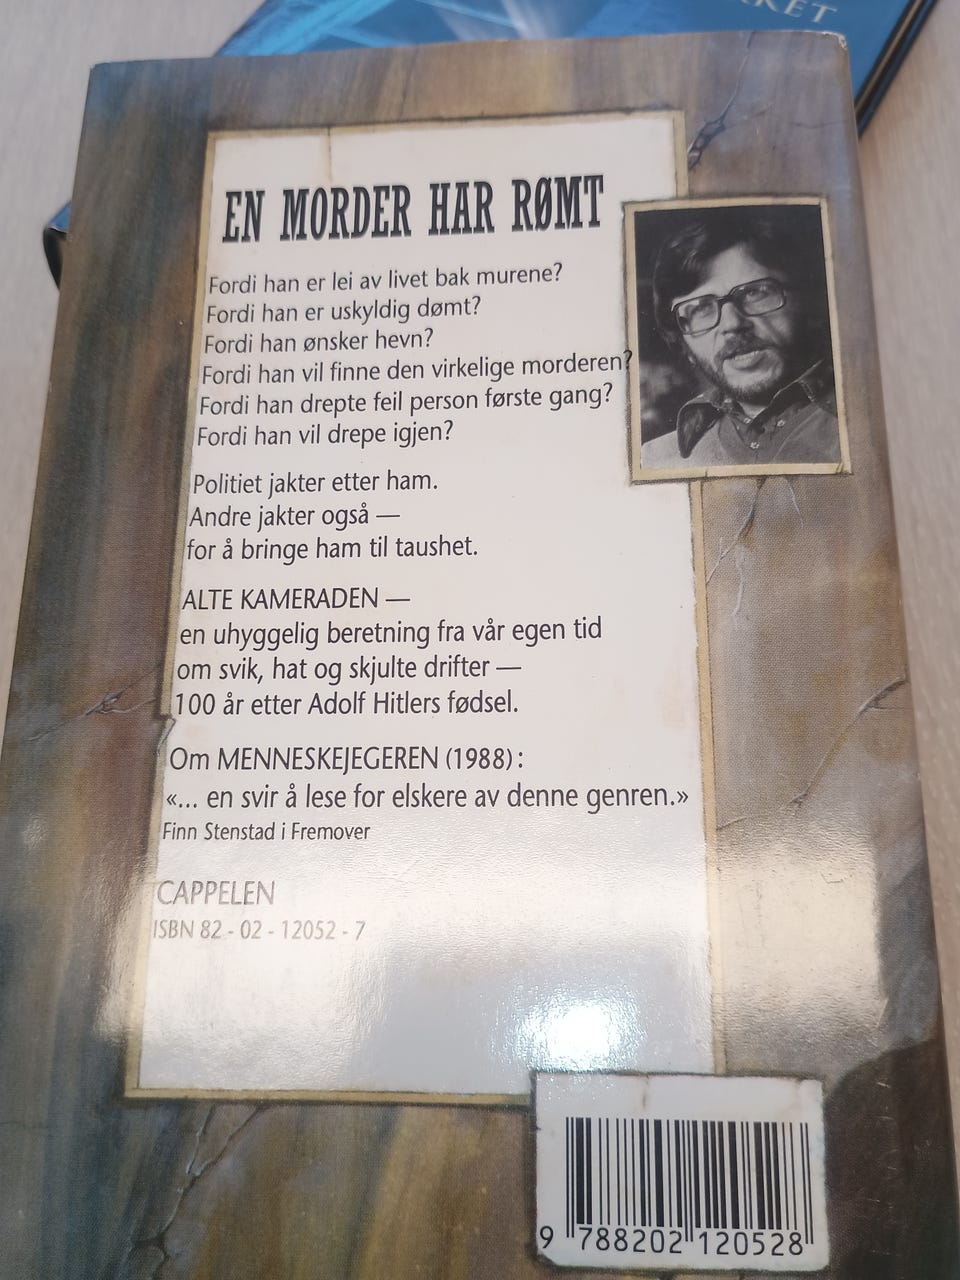 RKET
EN MORDER HAR RØMT
Fordi han er lei av livet bak murene?
Fordi han er uskyldig dømt?
Fordi han ønsker hevn?
Fordi han vil finne den virkelige morderen?
Fordi han drepte feil person første gang?
Fordi han vil drepe igjen?
Politiet jakter etter ham.
Andre jakter også —
for å bringe ham til taushet.
ALTE KAMERADEN —
en uhyggelig beretning fra vår egen tid
om svik, hat og skjulte drifter —
100 år etter Adolf Hitlers fødsel.
Om MENNESKEJEGEREN (1988):
«... en svir å lese for elskere av denne genren.»
Finn Stenstad i Fremover
CAPPELEN
ISBN 82 - 02 - 12052 - 7
9 788202 120528